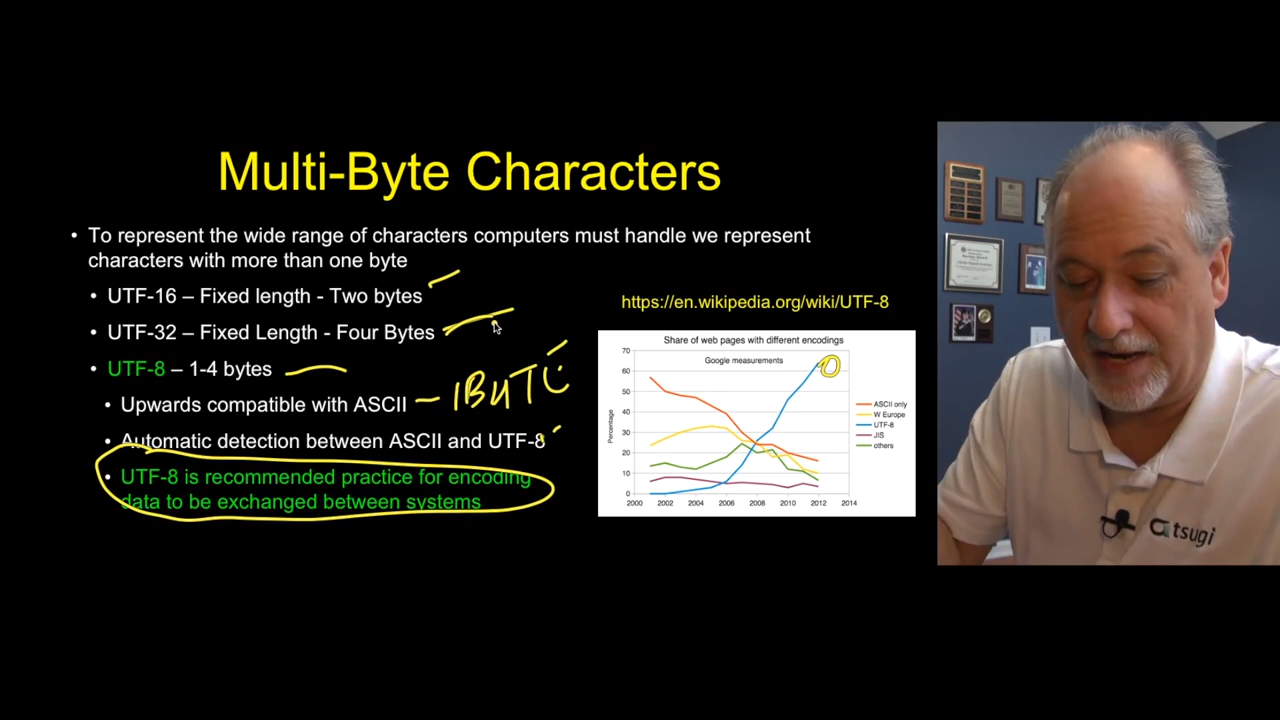 Multi-Byte Characters
• To represent the wide range of characters computers must handle we represent
characters with more than one byte
• UTF-16 – Fixed length - Two bytes
• UTF-32 – Fixed Length - Four Bytes
• UTF-8 – 1-4 bytes
• Upwards compatible with ASCII – 1BYTE
• Automatic detection between ASCII and UTF-8
• UTF-8 is recommended practice for encoding
data to be exchanged between systems
https://en.wikipedia.org/wiki/UTF-8
Share of web pages with different encodings
Google measurements
Percentage
70
60
50
40
30
20
10
0
2000 2002 2004 2006 2008 2010 2012 2014
ASCII only
W Europe
UTF-8
JIS
others
tsugi